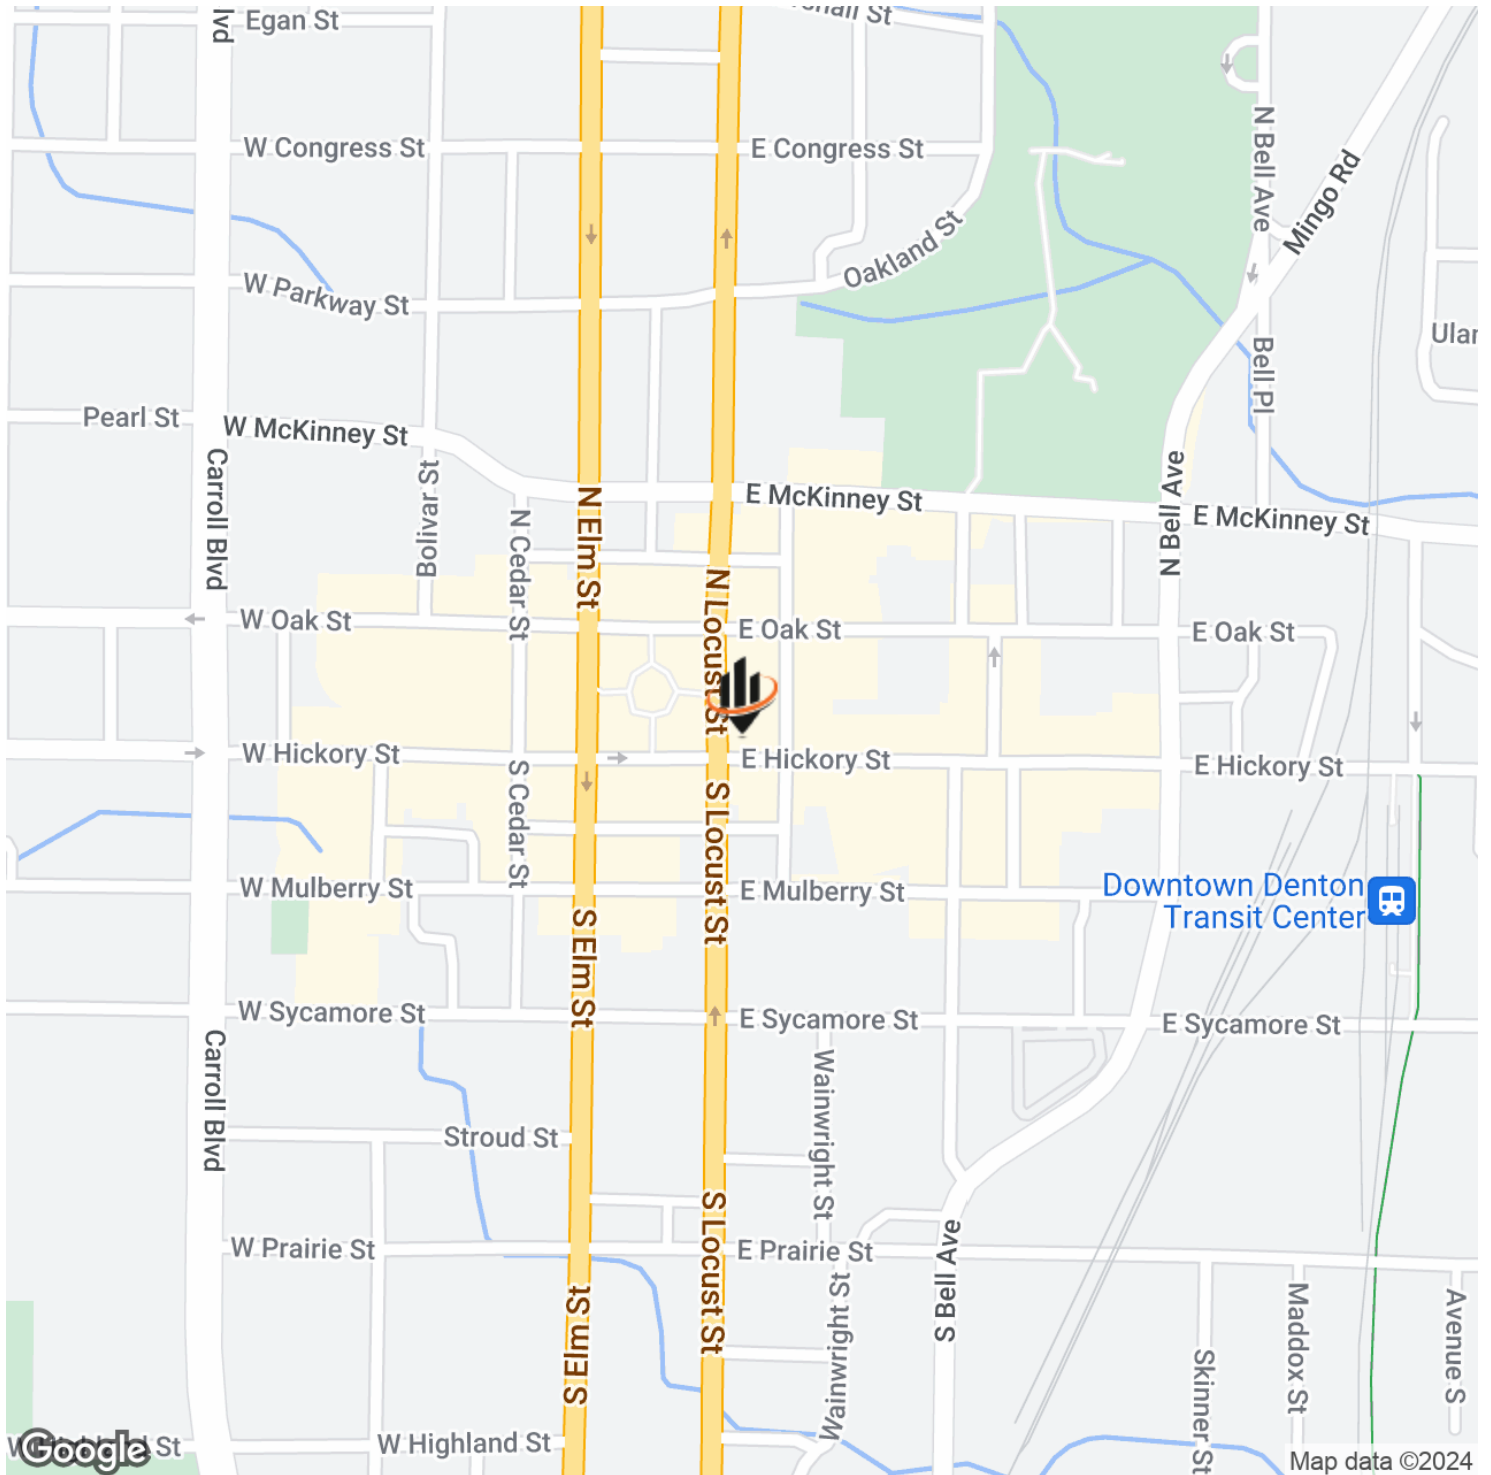 Egan St
lvd
W Congress St
E Congress St
N Bell Ave
Mingo Rd
Oakland St
W Parkway St
Bell Pl
Pearl St
W McKinney St
Carroll Blvd
Bolivar St
N Cedar St
N Elm St
E McKinney St
N Bell Ave
E McKinney St
N Locust St
W Oak St
E Oak St
E Oak St
W Hickory St
E Hickory St
E Hickory St
S Cedar St
S Locust St
W Mulberry St
E Mulberry St
Downtown Denton
Transit Center
S Elm St
W Sycamore St
E Sycamore St
E Sycamore St
Carroll Blvd
Wainwright St
Stroud St
S Locust St
W Prairie St
E Prairie St
S Bell Ave
S Elm St
Wainwright St
Skinner St
Maddox St
Avenue S
W Highland St
Google
Map data ©2024